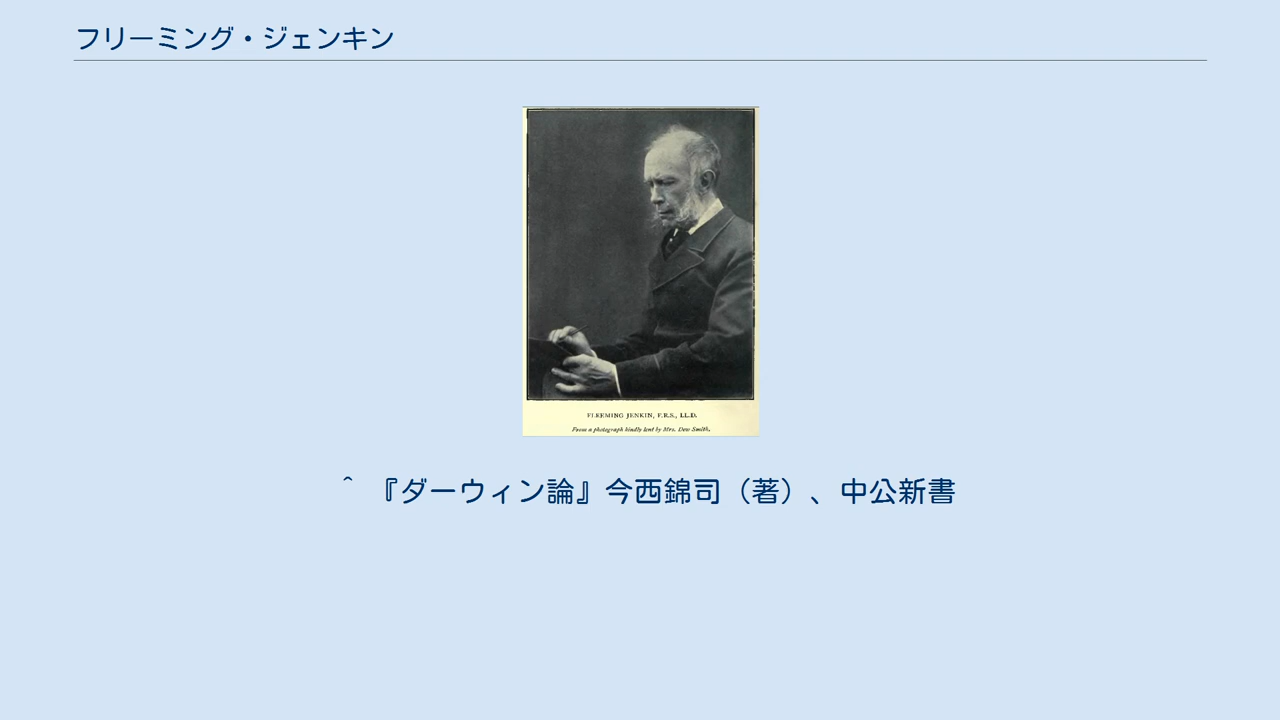 フリーミング・ジェンキン
FLEEMING JENKIN, F.R.S., LL.D.
From a photograph kindly lent by Mrs. Dew Smith.
^ 『ダーウィン論』今西錦司（著）、中公新書